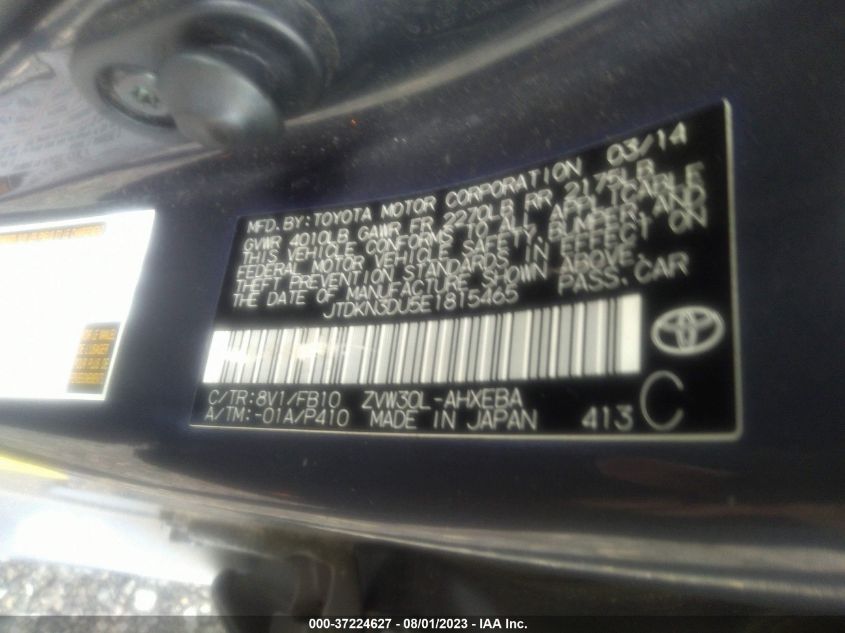 MFD. BY: TOYOTA MOTOR CORPORATION 03/14
GVWR 4010LB GAWR FR 2270LB RR 2175LB
THIS VEHICLE CONFORMS TO ALL APPLICABLE
FEDERAL MOTOR VEHICLE SAFETY, BUMPER, AND
THEFT PREVENTION STANDARDS IN EFFECT ON
THE DATE OF MANUFACTURE SHOWN ABOVE.
JTDKN3DU5E1815465 PASS. CAR
C/TR: 8V1/FB10 ZVW30L-AHXEBA
A/TM: -01A/P410 MADE IN JAPAN 413 C
000-37224627 - 08/01/2023 - IAA Inc.